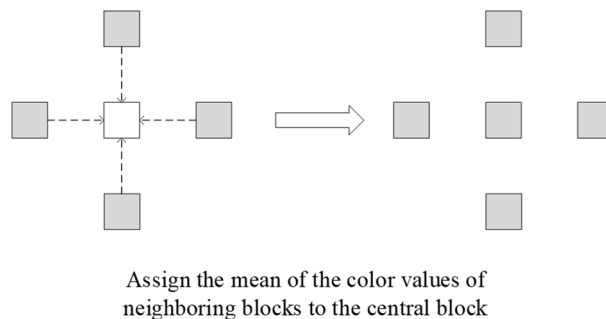 Assign the mean of the color values of
neighboring blocks to the central block